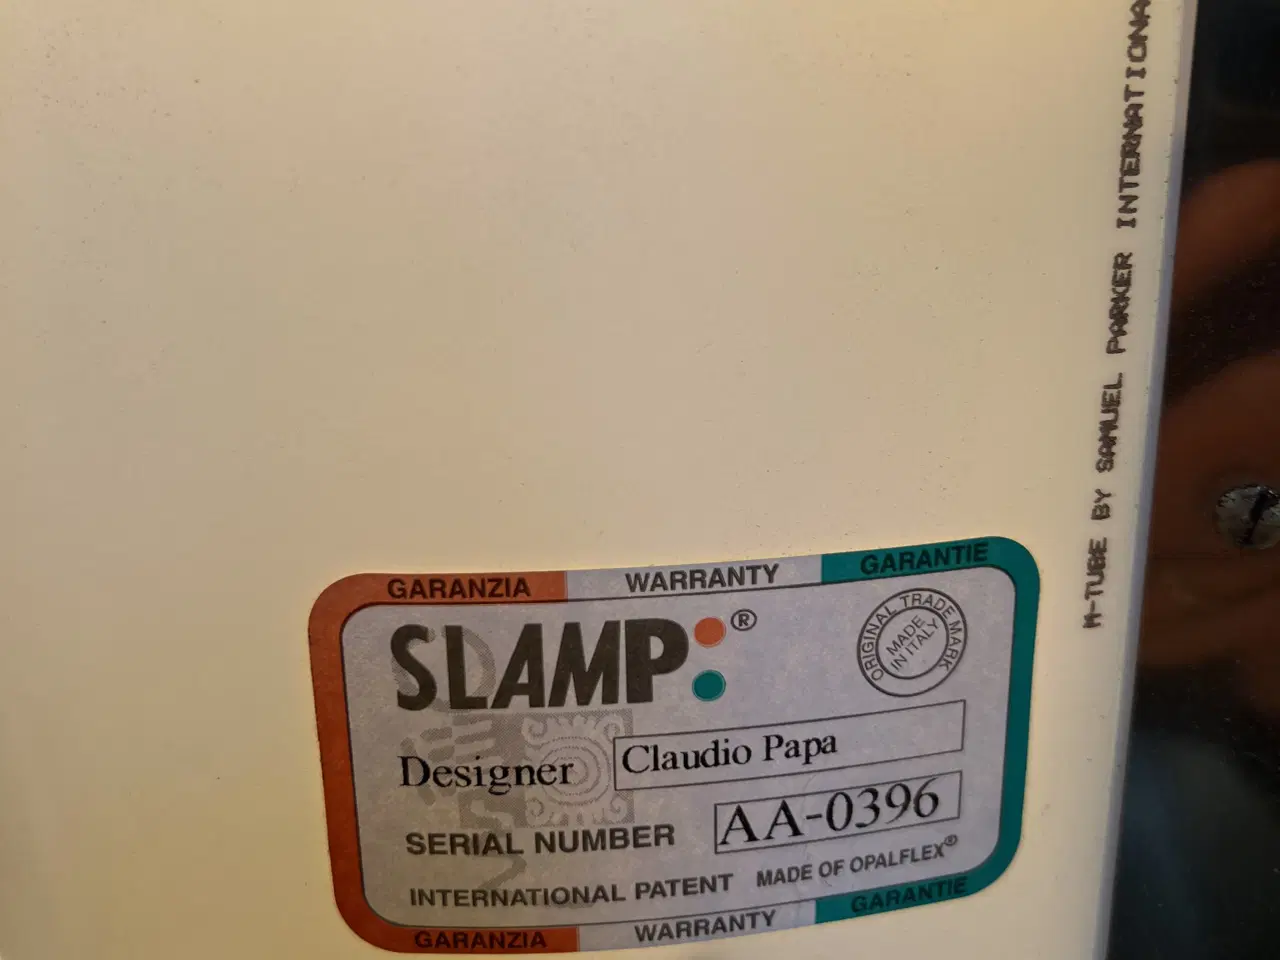 M-TUBE BY SAMUEL PARKER INTERNATIONA
GARANZIA WARRANTY GARANTIE
SLAMP®
ORIGINAL TRADE MARK
MADE
IN ITALY
Designer Claudio Papa
SERIAL NUMBER AA-0396
INTERNATIONAL PATENT MADE OF OPALFLEX®
GARANZIA WARRANTY GARANTIE